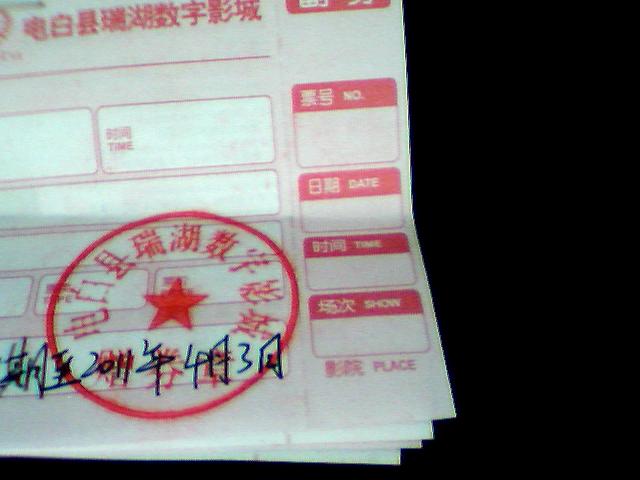 电白县瑞湖数字影城
副券
票号 NO.
时间
TIME
日期 DATE
时间 TIME
场次 SHOW
影院 PLACE
电白县瑞湖数字影城
期至2011年4月3日